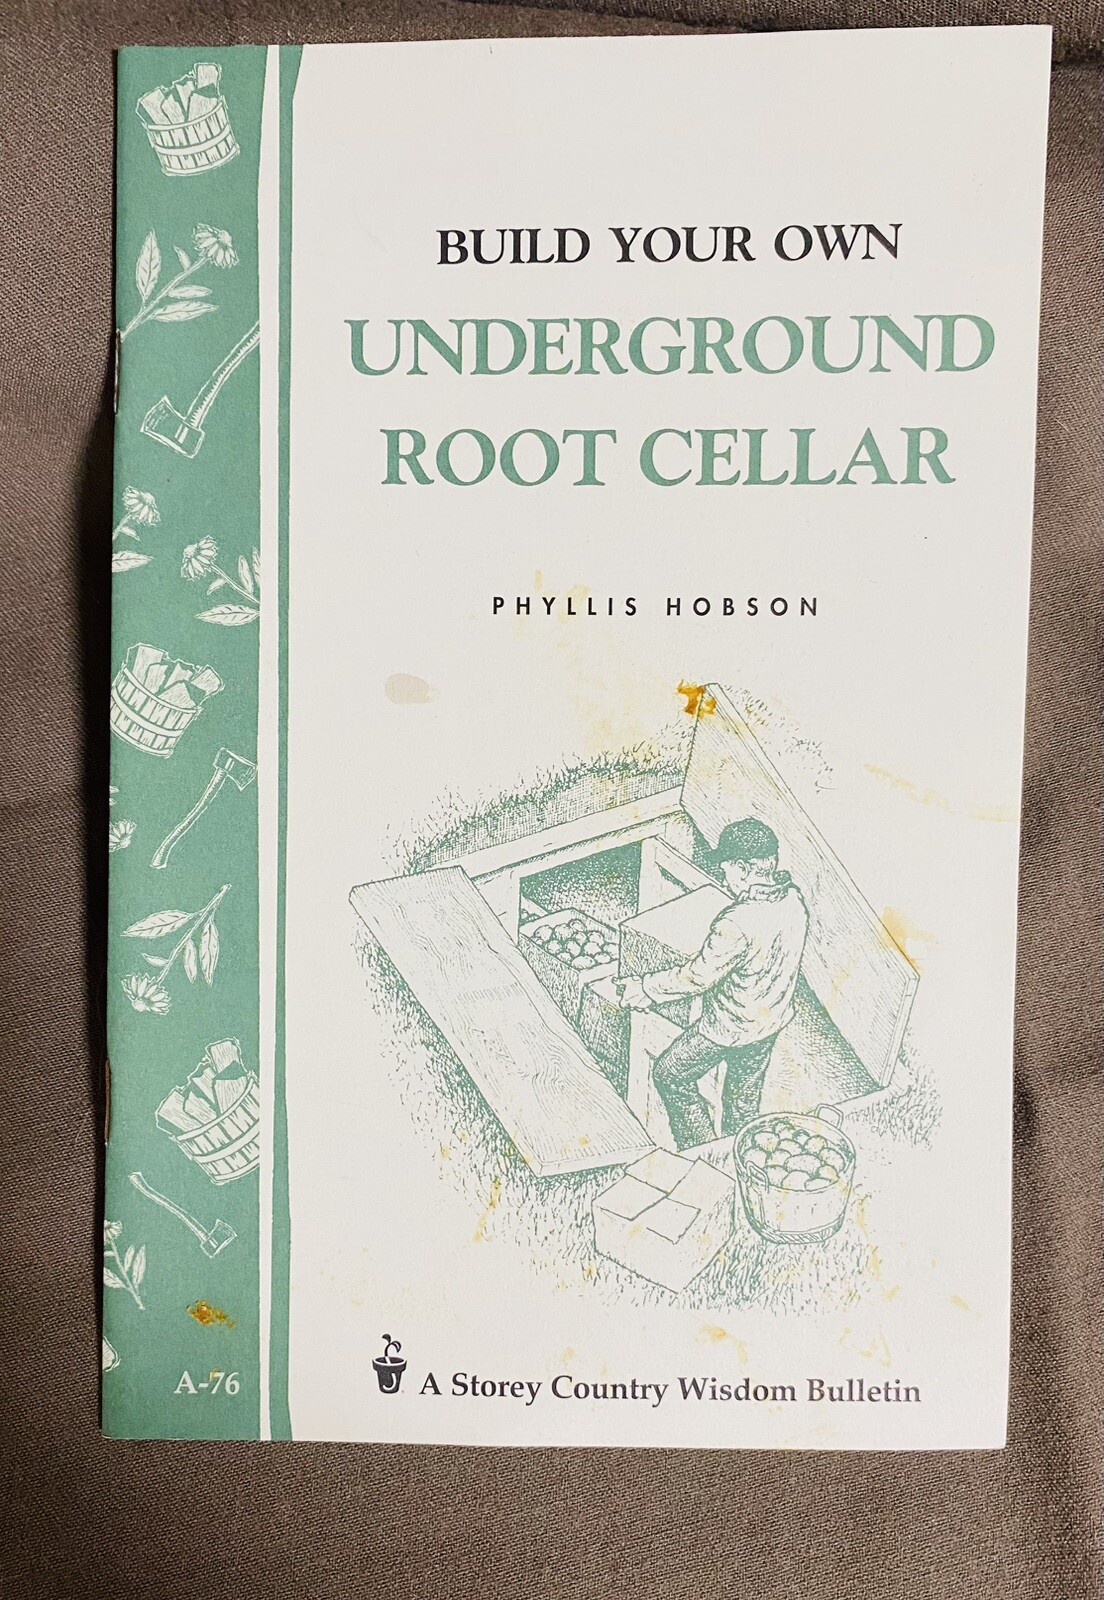 BUILD YOUR OWN
UNDERGROUND
ROOT CELLAR
PHYLLIS HOBSON
A-76
A Storey Country Wisdom Bulletin